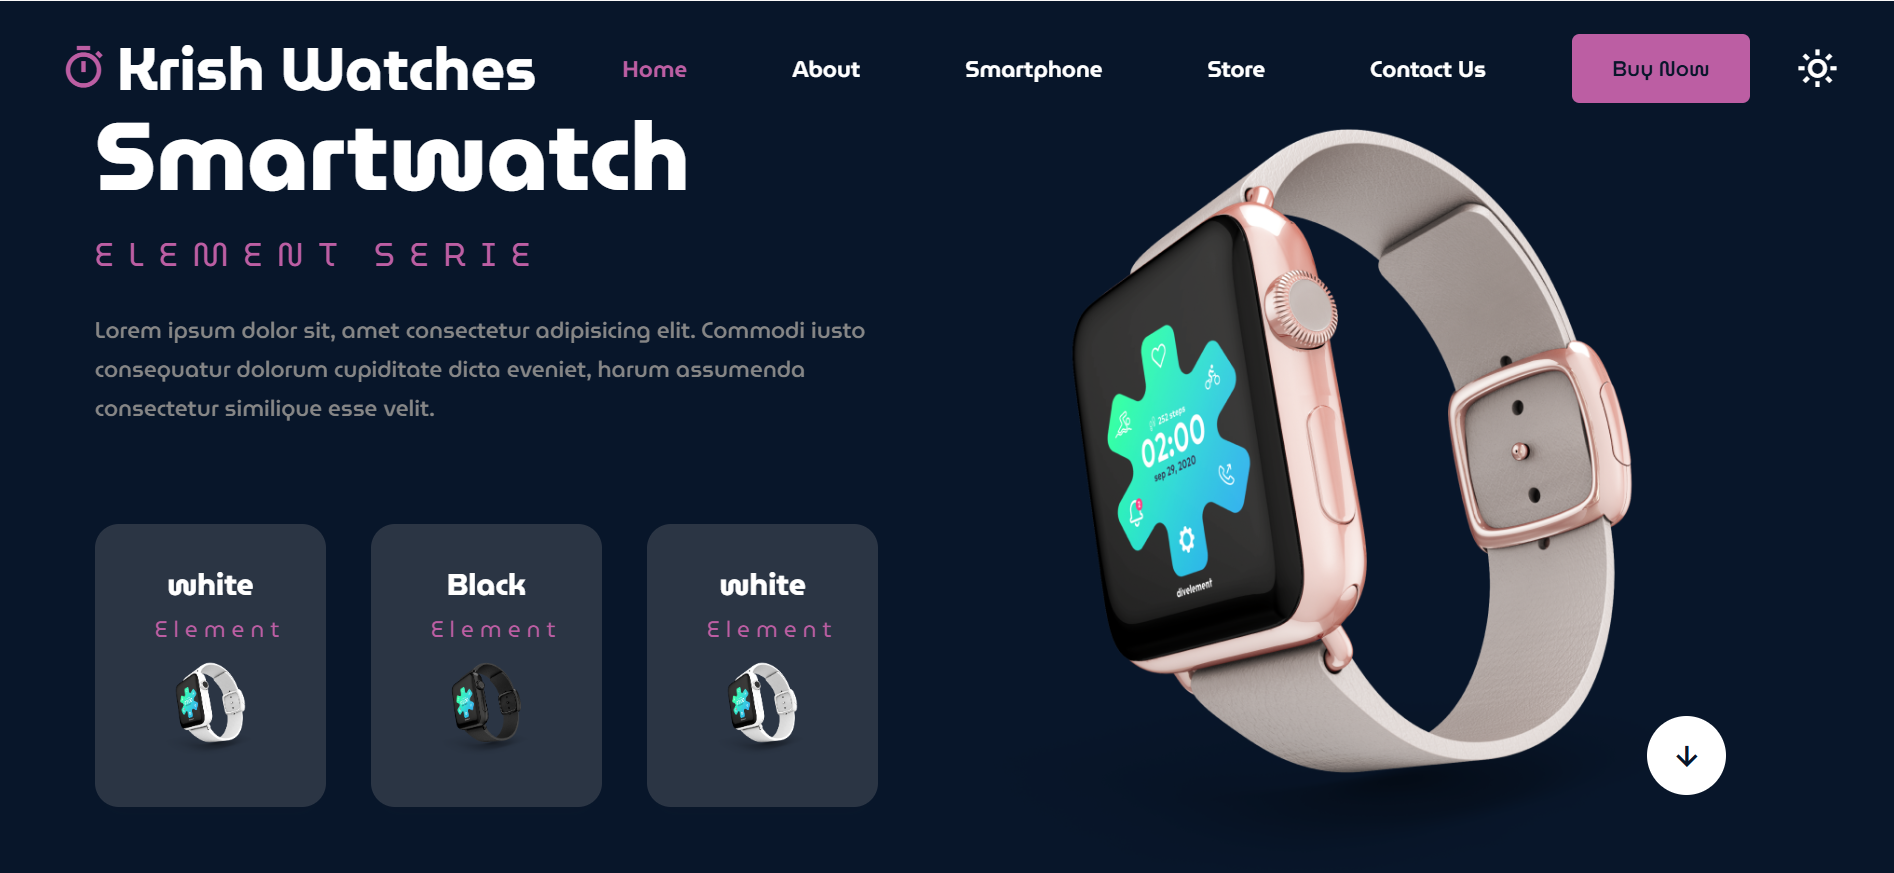 Krish Watches
Home
About
Smartphone
Store
Contact Us
Buy Now
Smartwatch
ELEMENT SERIE
Lorem ipsum dolor sit, amet consectetur adipisicing elit. Commodi iusto
consequatur dolorum cupiditate dicta eveniet, harum assumenda
consectetur similique esse velit.
white
Element
Black
Element
white
Element
252 steps
02:00
sep 29, 2020
divelement